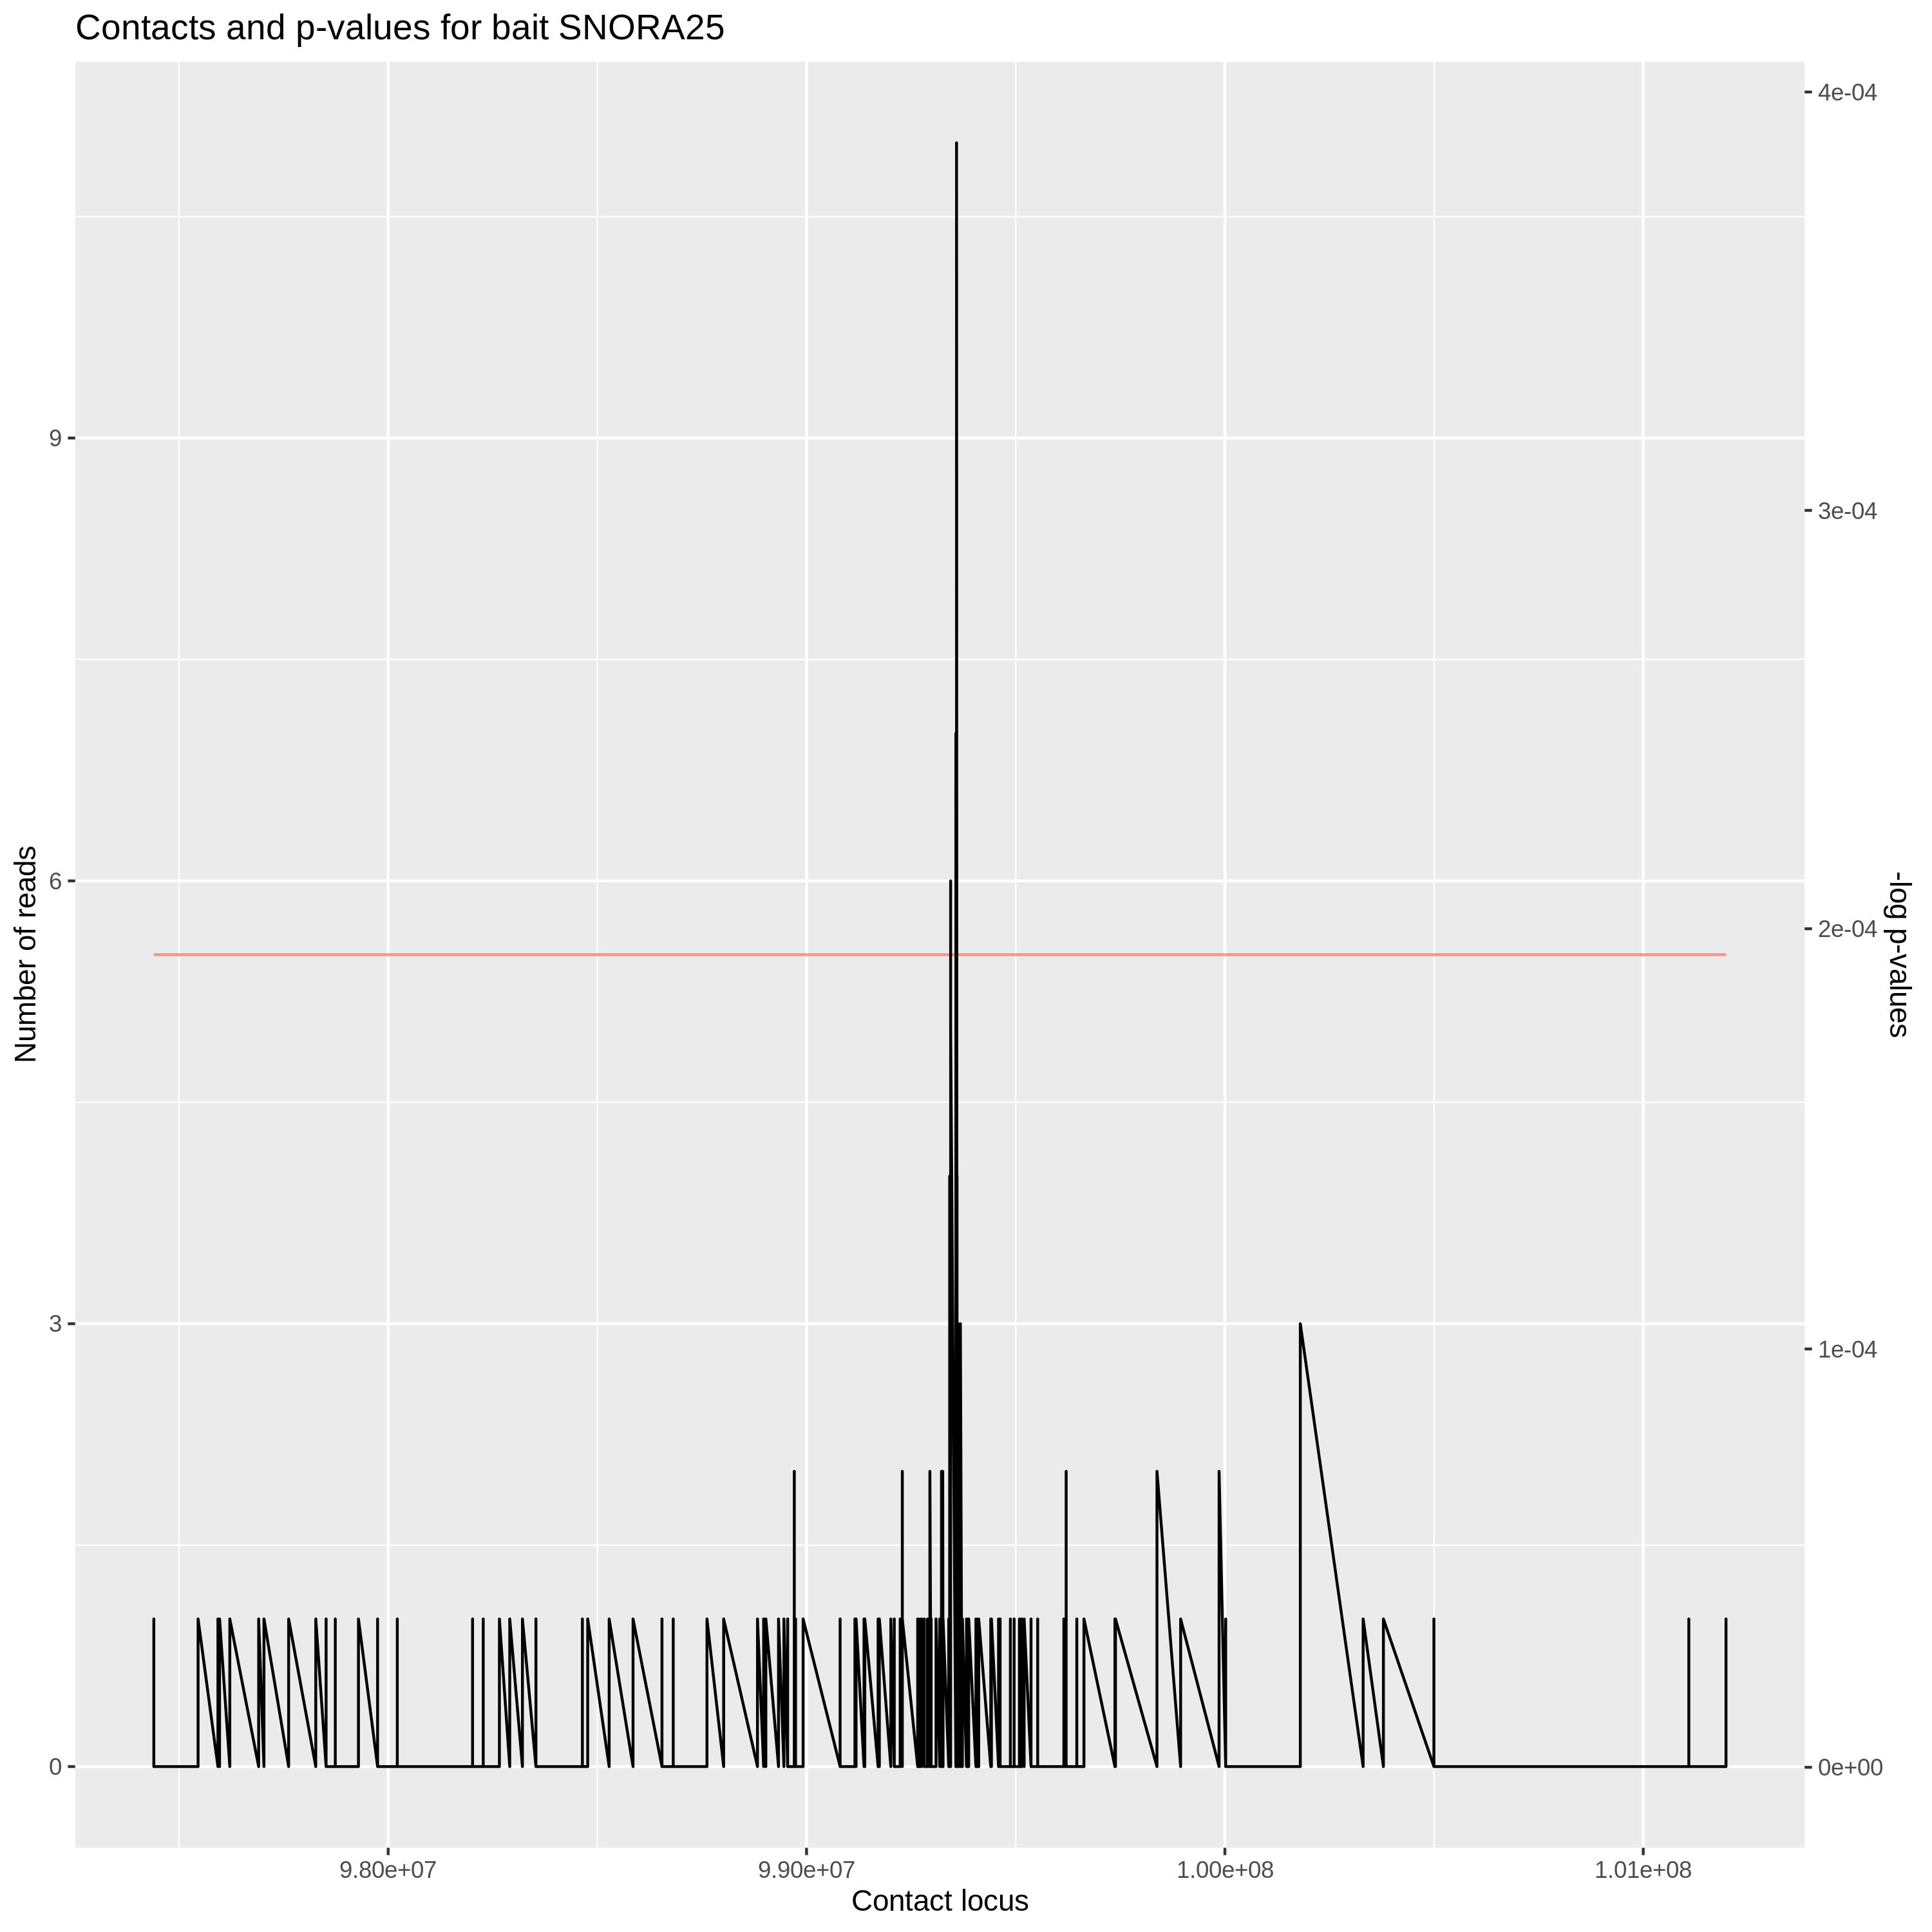 Contacts and p-values for bait SNORA25
Number of reads
9
6
3
0
4e-04
3e-04
2e-04
1e-04
0e+00
-log p-values
9.80e+07
9.90e+07
1.00e+08
1.01e+08
Contact locus